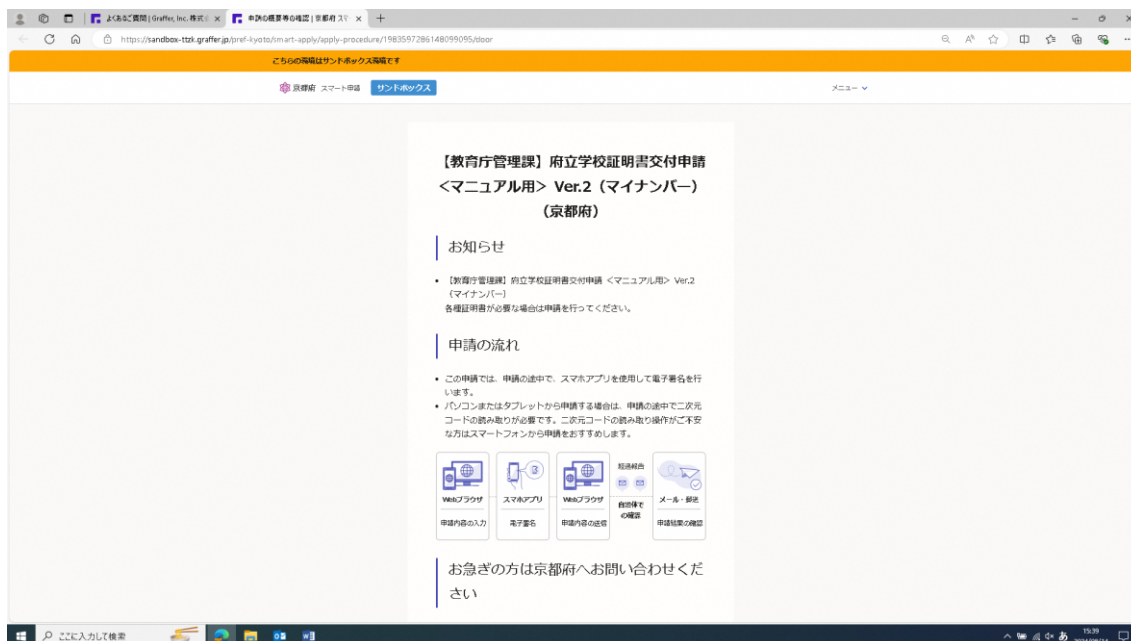 よくあるご質問 | Graffer, Inc. 株式
申請の概要等の確認 | 京都府 スマ
https://sandbox-ttzk.graffer.jp/pref-kyoto/smart-apply/apply-procedure/1983597286148099095/door
こちらの環境はサンドボックス環境です
京都府 スマート申請 サンドボックス メニュー
【教育庁管理課】府立学校証明書交付申請
＜マニュアル用＞ Ver.2（マイナンバー）
（京都府）
お知らせ
• 【教育庁管理課】府立学校証明書交付申請 ＜マニュアル用＞ Ver.2
（マイナンバー）
各種証明書が必要な場合は申請を行ってください。
申請の流れ
• この申請では、申請の途中で、スマホアプリを使用して電子署名を行
います。
• パソコンまたはタブレットから申請する場合は、申請の途中で二次元
コードの読み取りが必要です。二次元コードの読み取り操作がご不安
な方はスマートフォンから申請をおすすめします。
Webブラウザ
申請内容の入力
スマホアプリ
電子署名
Webブラウザ
申請内容の送信
自治体で
の確認
メール・郵送
申請結果の確認
お急ぎの方は京都府へお問い合わせくだ
さい
ここに入力して検索
あ
15:39